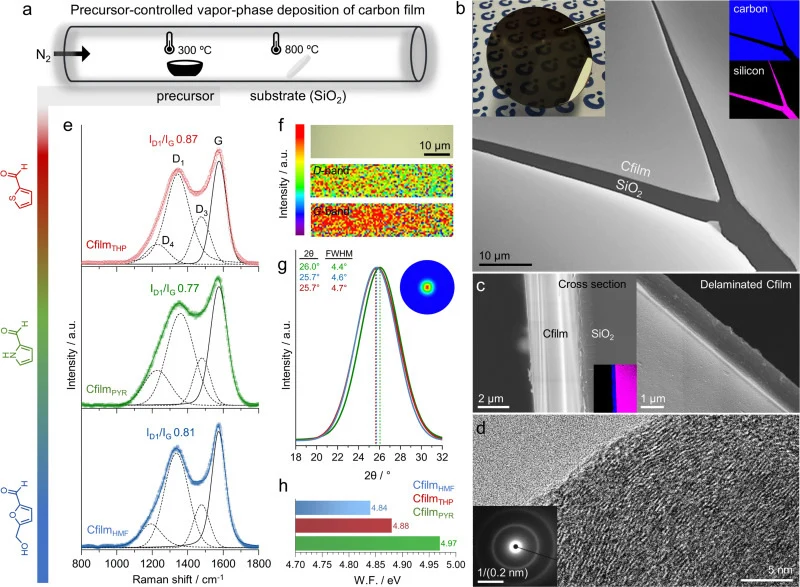 a
Precursor-controlled vapor-phase deposition of carbon film
N2
300 ºC
800 ºC
precursor
substrate (SiO2)
b
carbon
silicon
Cfilm
SiO2
10 µm
c
Cross section
Cfilm
SiO2
2 µm
Delaminated Cfilm
1 µm
d
1/(0.2 nm)
5 nm
e
ID1/IG 0.87
D1
G
D3
D4
CfilmTHP
ID1/IG 0.77
CfilmPYR
ID1/IG 0.81
CfilmHMF
Intensity / a.u.
800 1000 1200 1400 1600 1800
Raman shift / cm-1
O
H
S
O
H
N
H
O
H
O
OH
f
Intensity / a.u.
10 µm
D-band
G-band
g
2θ FWHM
26.0° 4.4°
25.7° 4.6°
25.7° 4.7°
Intensity / a.u.
18 20 22 24 26 28 30 32
2θ / °
h
CfilmHMF
CfilmTHP
CfilmPYR
4.84
4.88
4.97
4.70 4.75 4.80 4.85 4.90 4.95 5.00
W.F. / eV